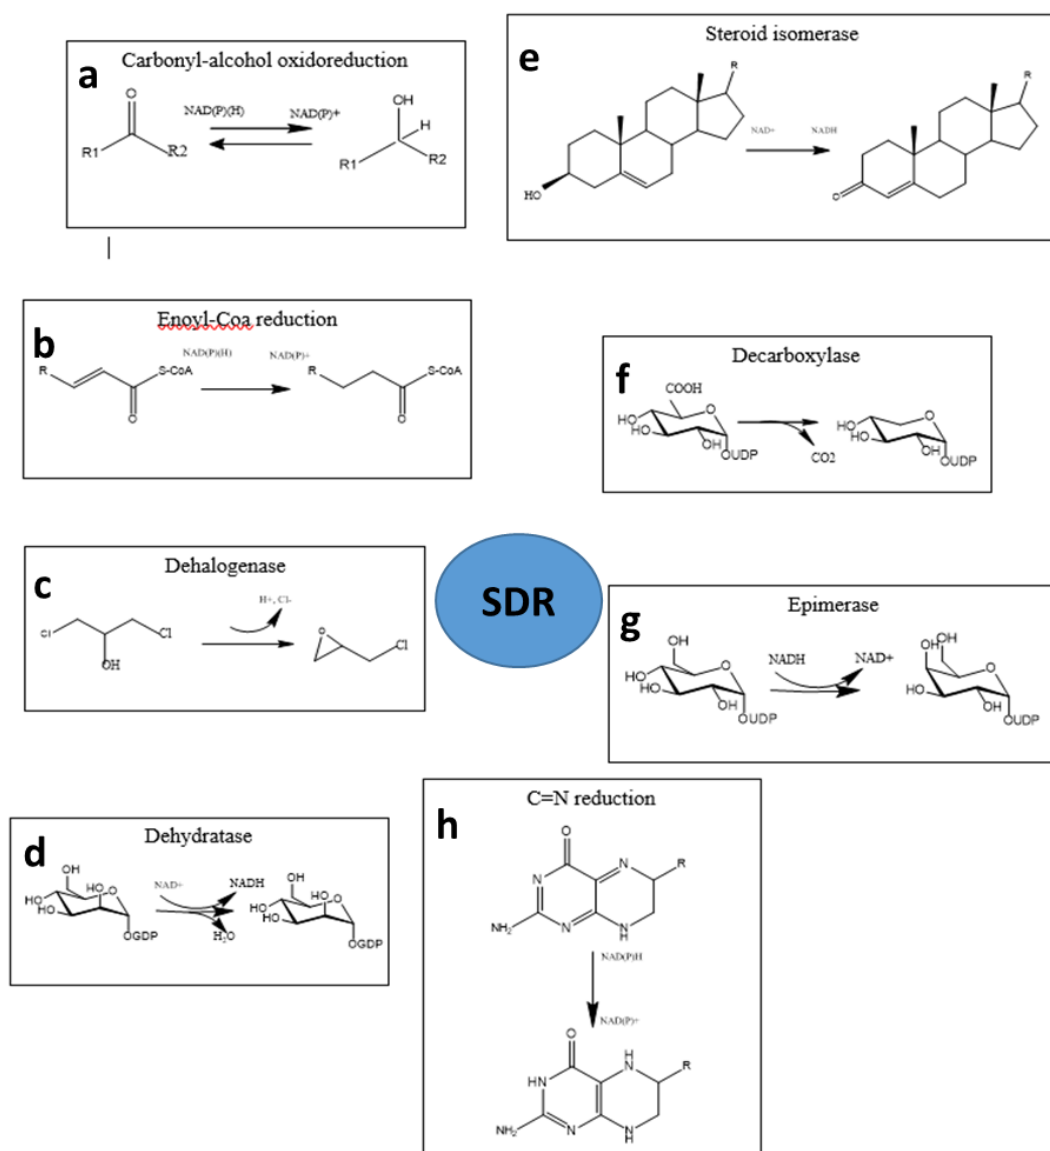 a
Carbonyl-alcohol oxidoreduction
O
R1
R2
NAD(P)(H)
NAD(P)+
OH
H
R1
R2
e
Steroid isomerase
R
HO
NAD+
NADH
R
O
b
Enoyl-Coa reduction
R
S-CoA
O
NAD(P)(H)
NAD(P)+
R
S-CoA
O
f
Decarboxylase
COOH
O
HO
HO
OH
OUDP
CO2
O
HO
HO
OH
OUDP
c
Dehalogenase
Cl
Cl
OH
H+, Cl-
O
Cl
SDR
g
Epimerase
OH
O
HO
HO
OH
OUDP
NADH
NAD+
OH
OH
O
HO
OH
OUDP
d
Dehydratase
OH
HO
O
HO
HO
OGDP
NAD+
NADH
H2O
OH
HO
O
HO
HO
OGDP
h
C=N reduction
O
N
N
R
NH2
N
N
H
NAD(P)H
NAD(P)+
O
H
N
HN
R
NH2
N
N
H